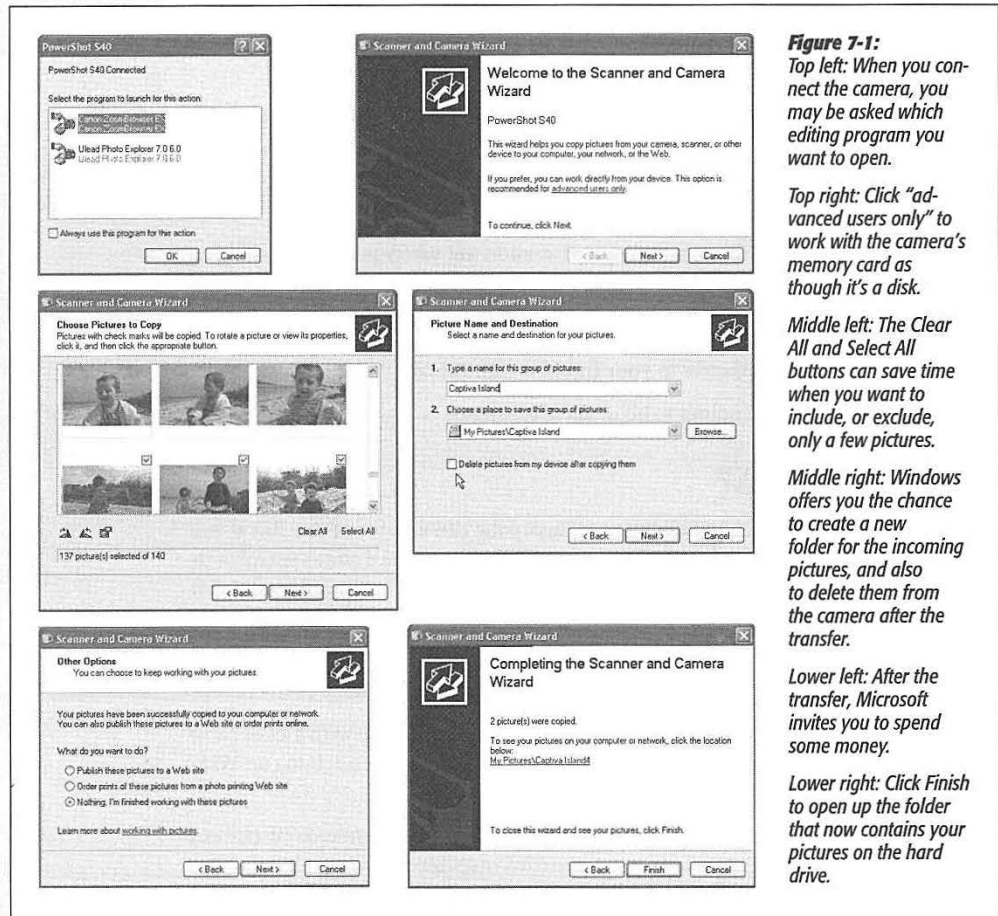 PowerShot S40
PowerShot S40 Connected
Select the program to launch for this action:
Canon ZoomBrowser EX
Canon ZoomBrowser EX
Ulead Photo Explorer 7.0 6.0
Ulead Photo Explorer 7.0 6.0
Always use this program for this action
OK Cancel
Scanner and Camera Wizard
Welcome to the Scanner and Camera
Wizard
PowerShot S40
This wizard helps you copy pictures from your camera, scanner, or other
device to your computer, your network, or the Web.
If you prefer, you can work directly from your device. This option is
recommended for advanced users only.
To continue, click Next.
< Back Next > Cancel
Scanner and Camera Wizard
Choose Pictures to Copy
Pictures with check marks will be copied. To rotate a picture or view its properties,
click it, and then click the appropriate button.
Clear All Select All
137 picture(s) selected of 140
< Back Next > Cancel
Scanner and Camera Wizard
Picture Name and Destination
Select a name and destination for your pictures.
1. Type a name for this group of pictures:
Captiva Island
2. Choose a place to save this group of pictures:
My Pictures\Captiva Island Browse...
Delete pictures from my device after copying them
< Back Next > Cancel
Scanner and Camera Wizard
Other Options
You can choose to keep working with your pictures.
Your pictures have been successfully copied to your computer or network.
You can also publish these pictures to a Web site or order prints online.
What do you want to do?
Publish these pictures to a Web site
Order prints of these pictures from a photo printing Web site
Nothing. I'm finished working with these pictures
Learn more about working with pictures.
< Back Next > Cancel
Scanner and Camera Wizard
Completing the Scanner and Camera
Wizard
2 picture(s) were copied.
To see your pictures on your computer or network, click the location
below:
My Pictures\Captiva Island4
To close this wizard and see your pictures, click Finish.
< Back Finish Cancel
Figure 7-1:
Top left: When you con-
nect the camera, you
may be asked which
editing program you
want to open.
Top right: Click "ad-
vanced users only" to
work with the camera's
memory card as
though it's a disk.
Middle left: The Clear
All and Select All
buttons can save time
when you want to
include, or exclude,
only a few pictures.
Middle right: Windows
offers you the chance
to create a new
folder for the incoming
pictures, and also
to delete them from
the camera after the
transfer.
Lower left: After the
transfer, Microsoft
invites you to spend
some money.
Lower right: Click Finish
to open up the folder
that now contains your
pictures on the hard
drive.